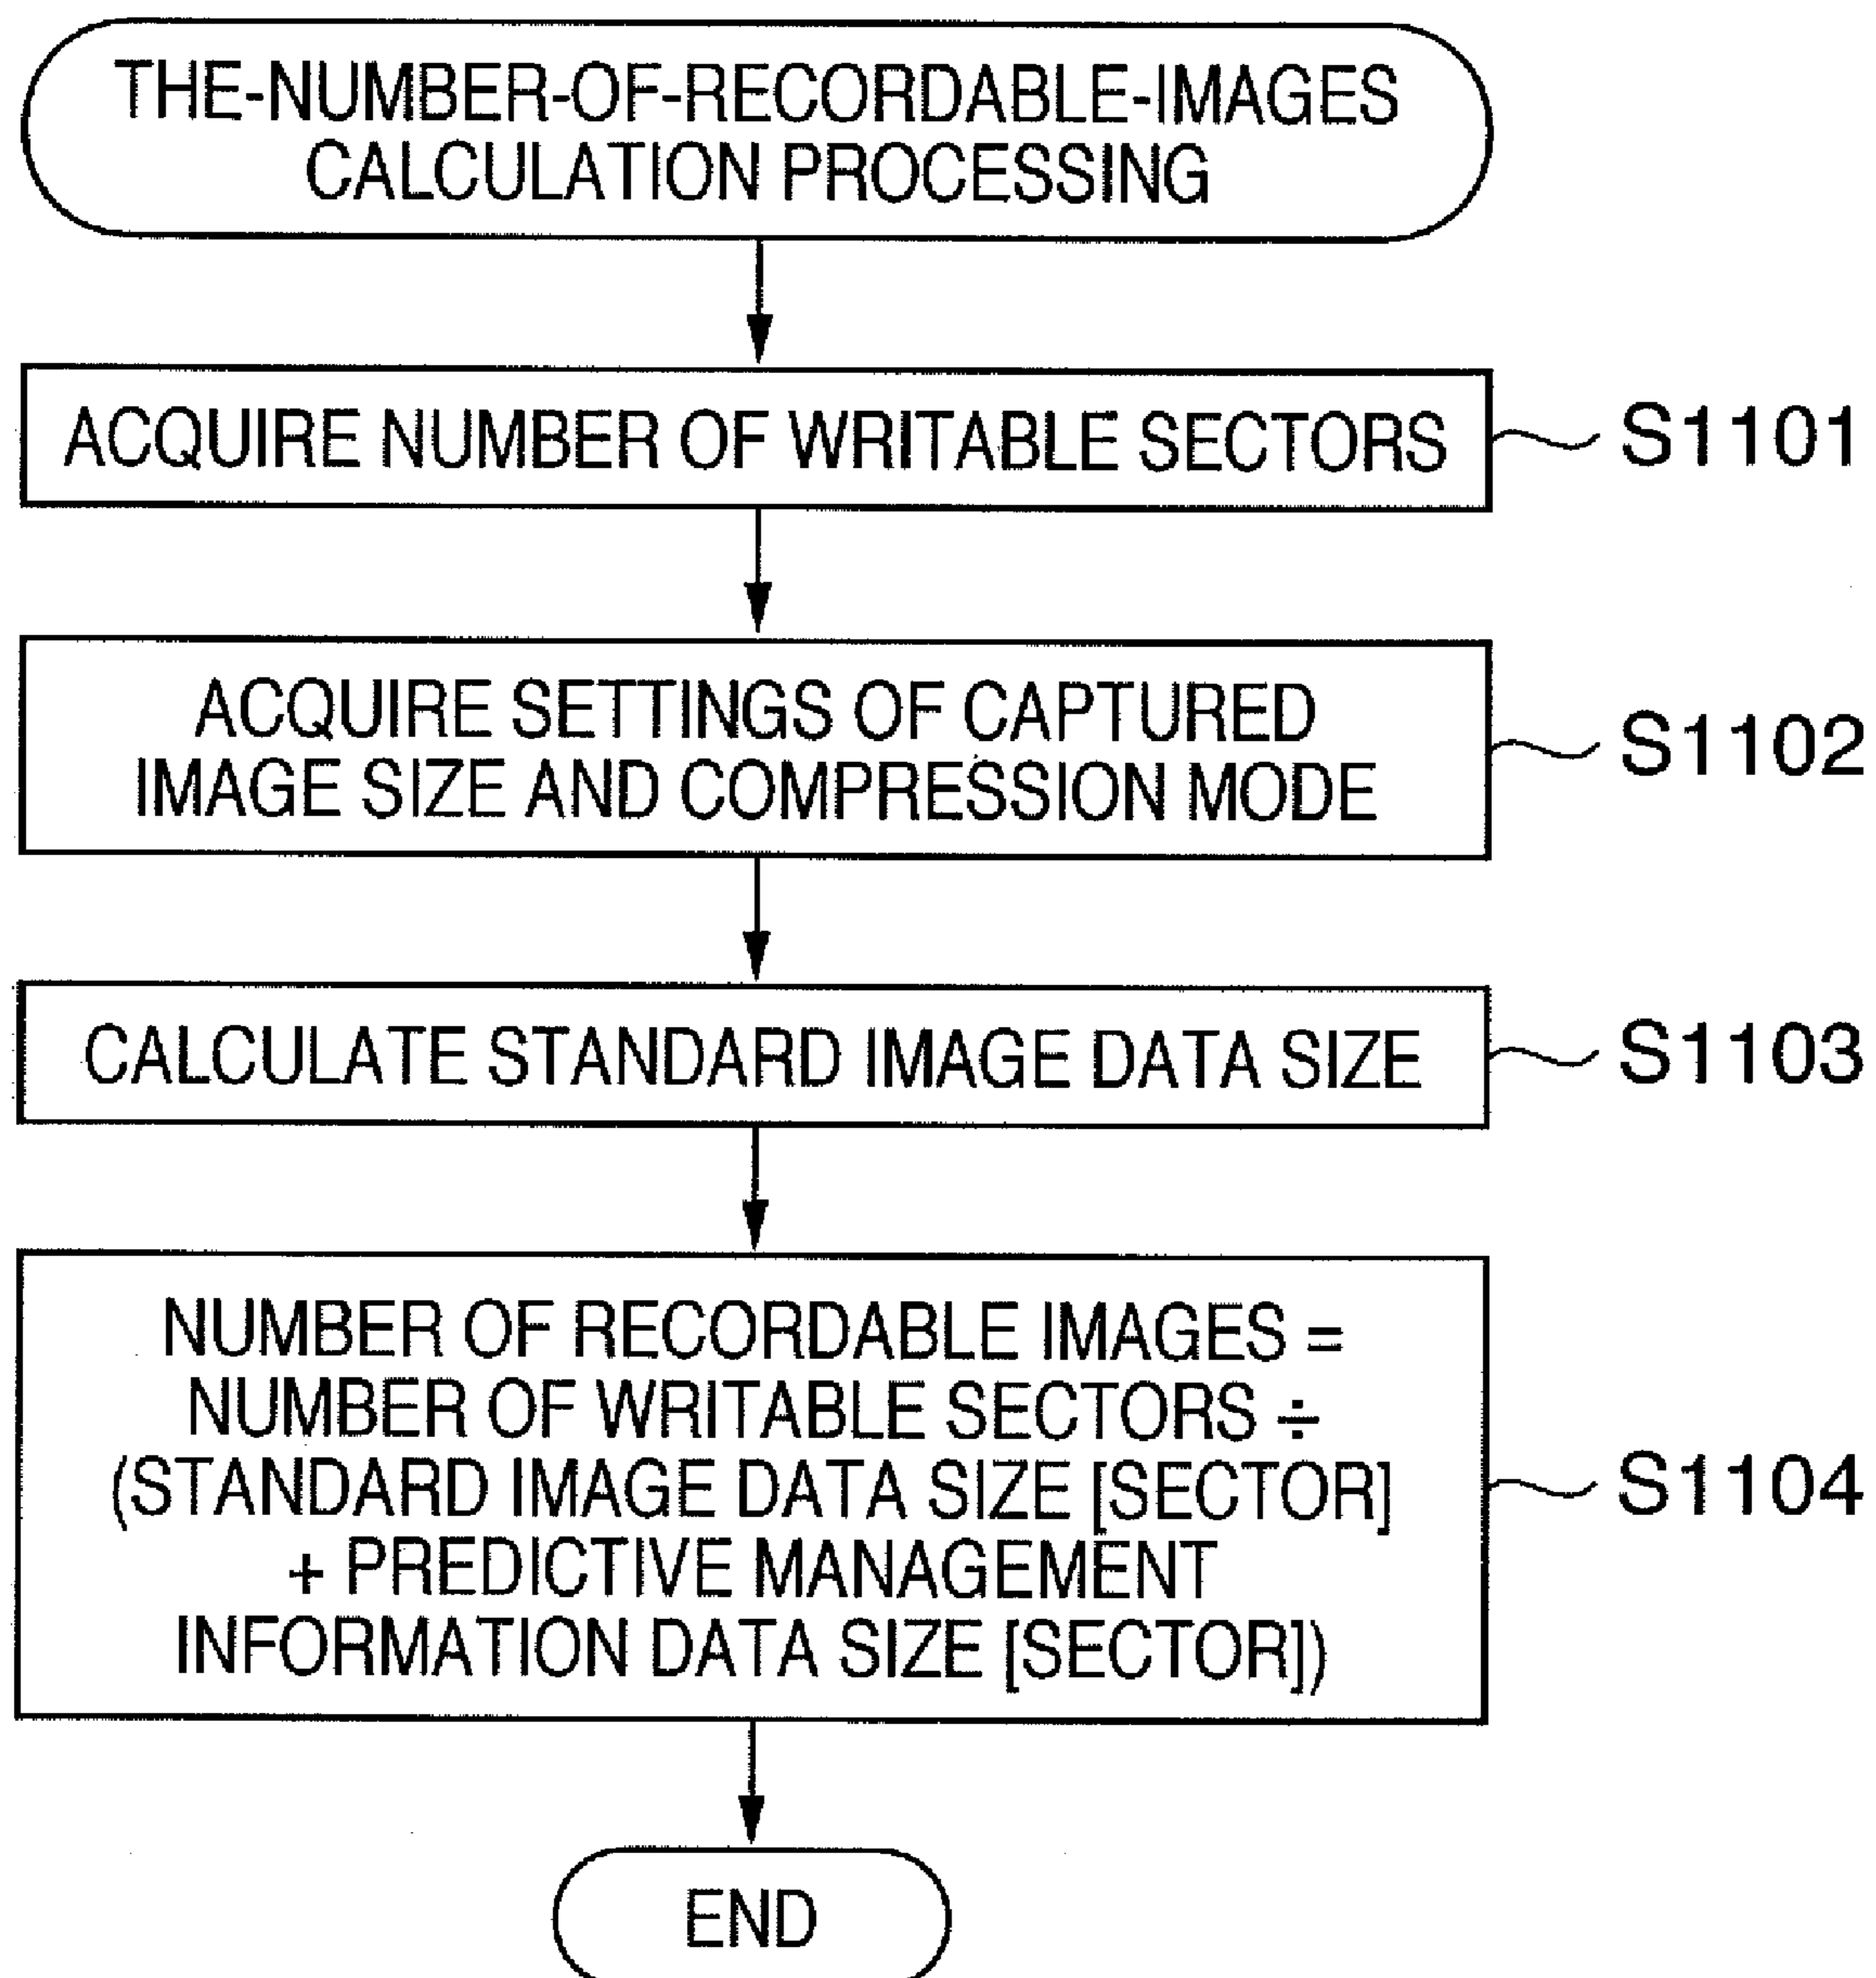 THE-NUMBER-OF-RECORDABLE-IMAGES
CALCULATION PROCESSING
ACQUIRE NUMBER OF WRITABLE SECTORS
S1101
ACQUIRE SETTINGS OF CAPTURED
IMAGE SIZE AND COMPRESSION MODE
S1102
CALCULATE STANDARD IMAGE DATA SIZE
S1103
NUMBER OF RECORDABLE IMAGES =
NUMBER OF WRITABLE SECTORS ÷
(STANDARD IMAGE DATA SIZE [SECTOR]
+ PREDICTIVE MANAGEMENT
INFORMATION DATA SIZE [SECTOR])
S1104
END